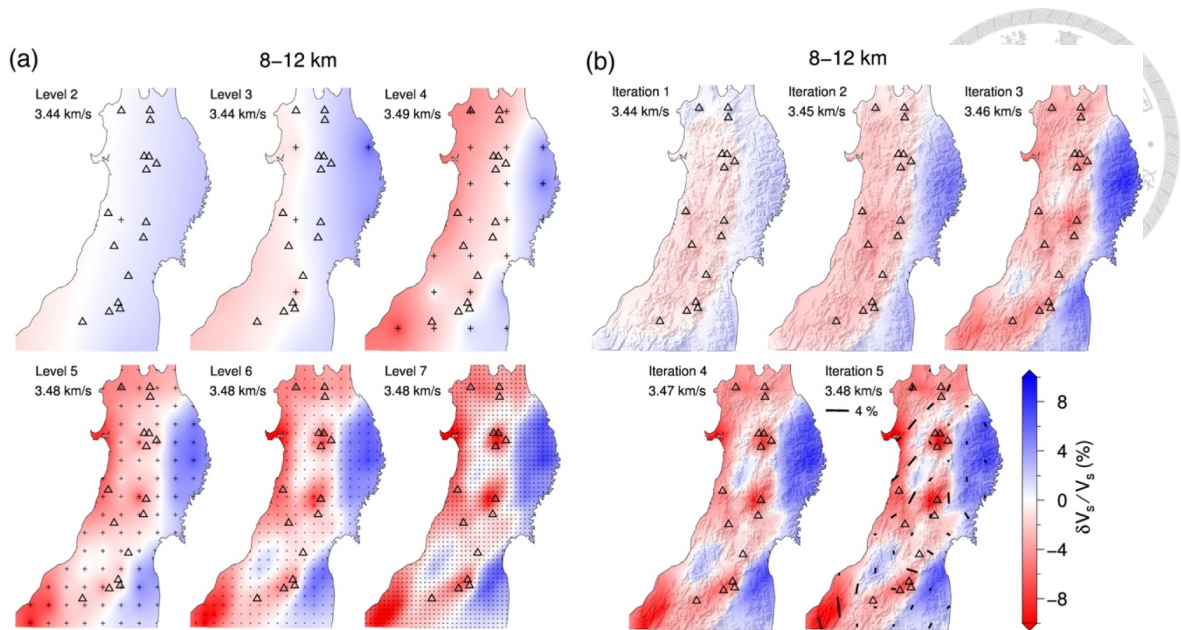 (a)
8–12 km
Level 2
3.44 km/s
Level 3
3.44 km/s
Level 4
3.49 km/s
Level 5
3.48 km/s
Level 6
3.48 km/s
Level 7
3.48 km/s
(b)
8–12 km
Iteration 1
3.44 km/s
Iteration 2
3.45 km/s
Iteration 3
3.46 km/s
Iteration 4
3.47 km/s
Iteration 5
3.48 km/s
4 %
8
4
0
−4
−8
δVs/Vs (%)